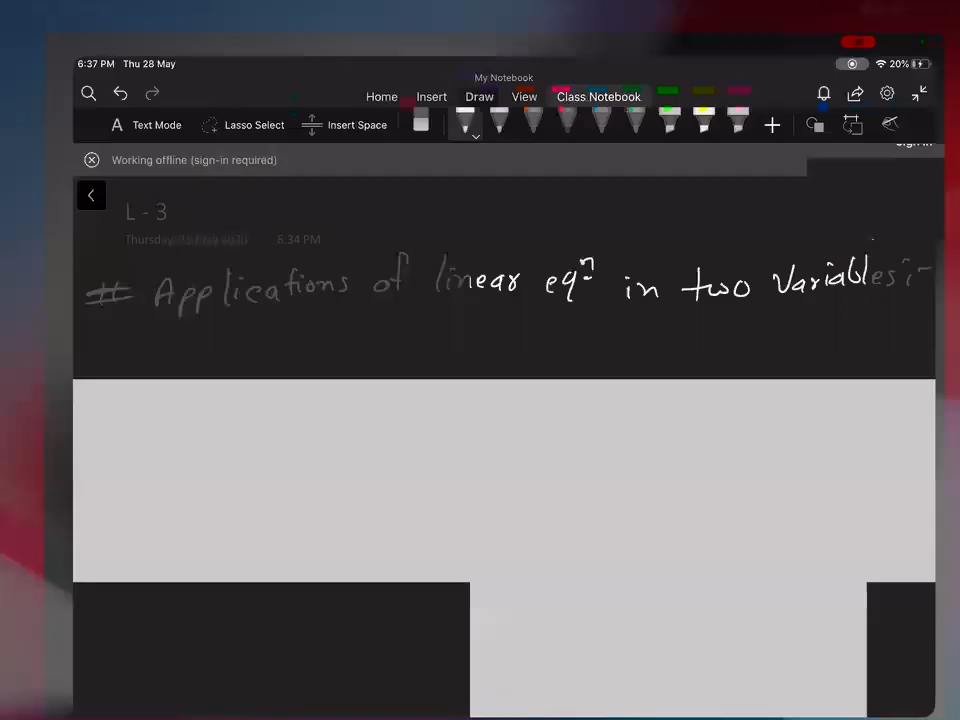 6:37 PM Thu 28 May 20%
My Notebook
Home Insert Draw View Class Notebook
Text Mode Lasso Select Insert Space
Working offline (sign-in required)
L - 3
Thursday 6:34 PM
# Applications of linear eqn in two variables :-